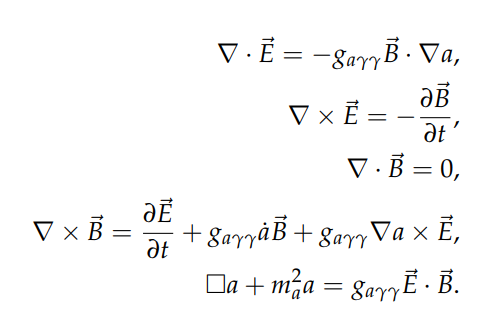 ∇ · E⃗ = −g_{aγγ} B⃗ · ∇a,
∇ × E⃗ = −∂B⃗/∂t,
∇ · B⃗ = 0,
∇ × B⃗ = ∂E⃗/∂t + g_{aγγ} ȧ B⃗ + g_{aγγ} ∇a × E⃗,
□a + m_a^2 a = g_{aγγ} E⃗ · B⃗.